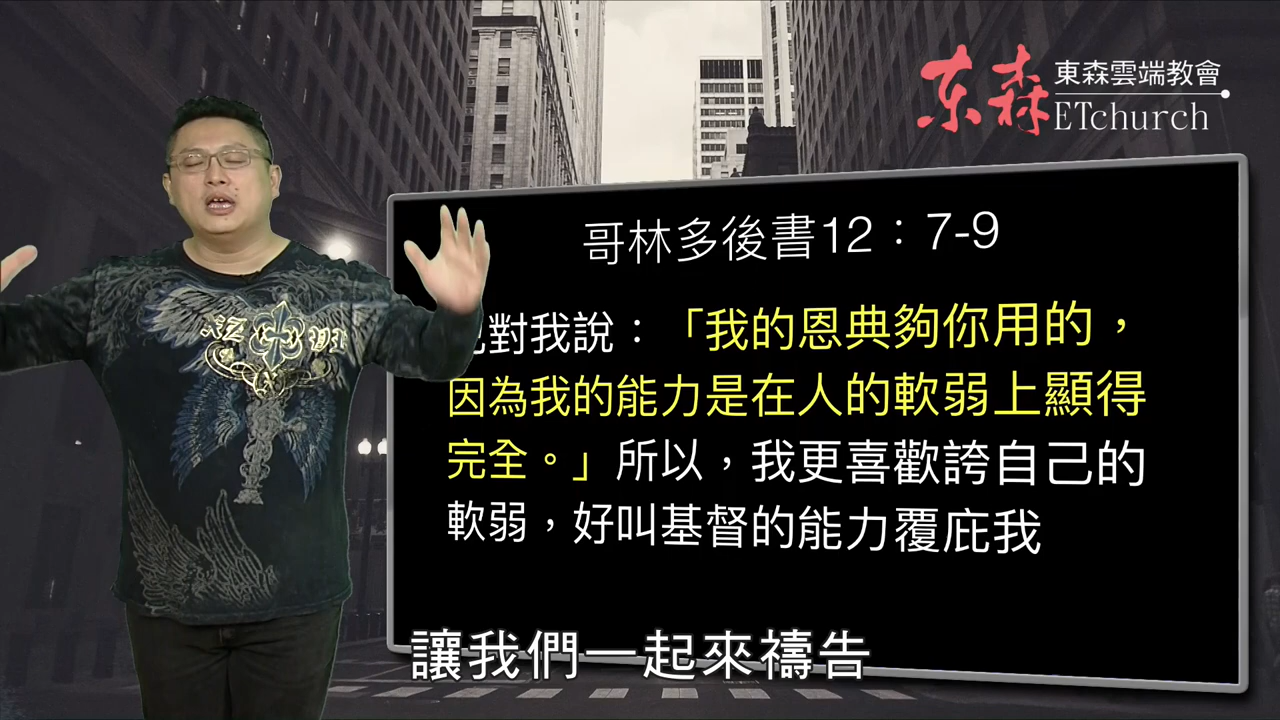 东森
東森雲端教會
ETchurch
哥林多後書12：7-9
對我說：「我的恩典夠你用的，
因為我的能力是在人的軟弱上顯得
完全。」所以，我更喜歡誇自己的
軟弱，好叫基督的能力覆庇我
讓我們一起來禱告